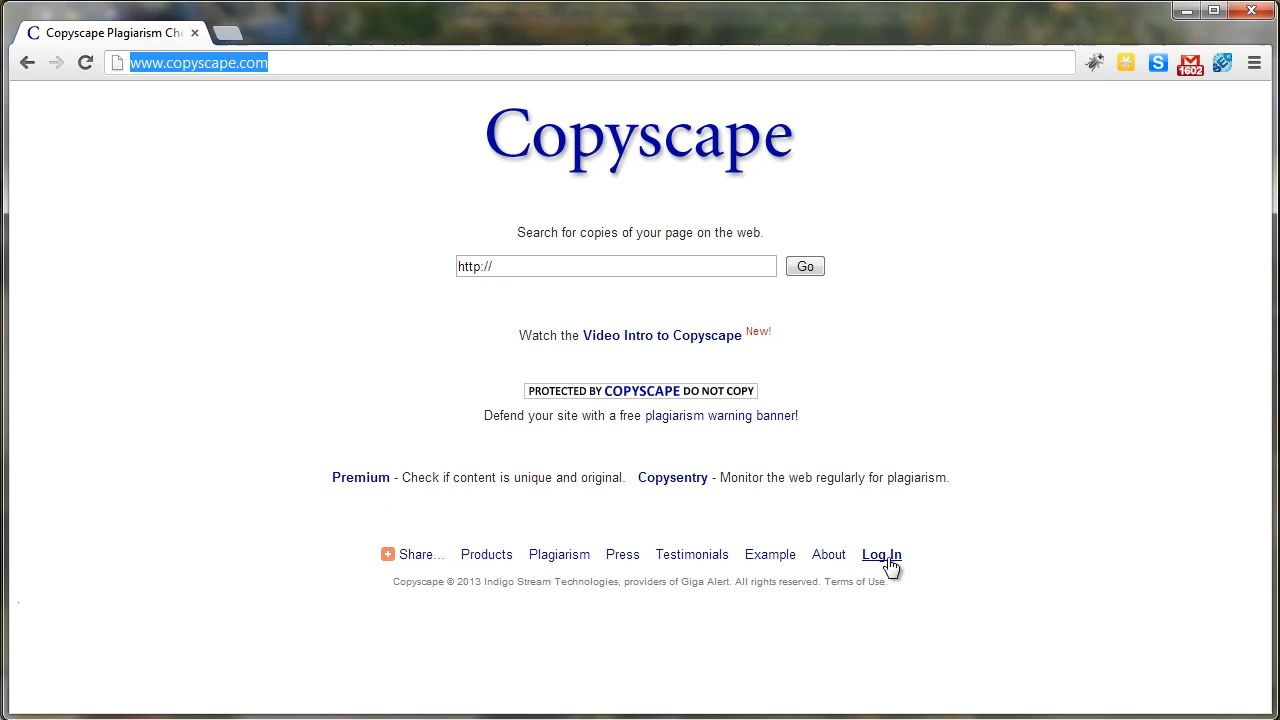 C Copyscape Plagiarism Che
www.copyscape.com
S
1602
Copyscape
Search for copies of your page on the web.
http:// Go
Watch the Video Intro to Copyscape New!
PROTECTED BY COPYSCAPE DO NOT COPY
Defend your site with a free plagiarism warning banner!
Premium - Check if content is unique and original. Copysentry - Monitor the web regularly for plagiarism.
Share... Products Plagiarism Press Testimonials Example About Log In
Copyscape © 2013 Indigo Stream Technologies, providers of Giga Alert. All rights reserved. Terms of Use.